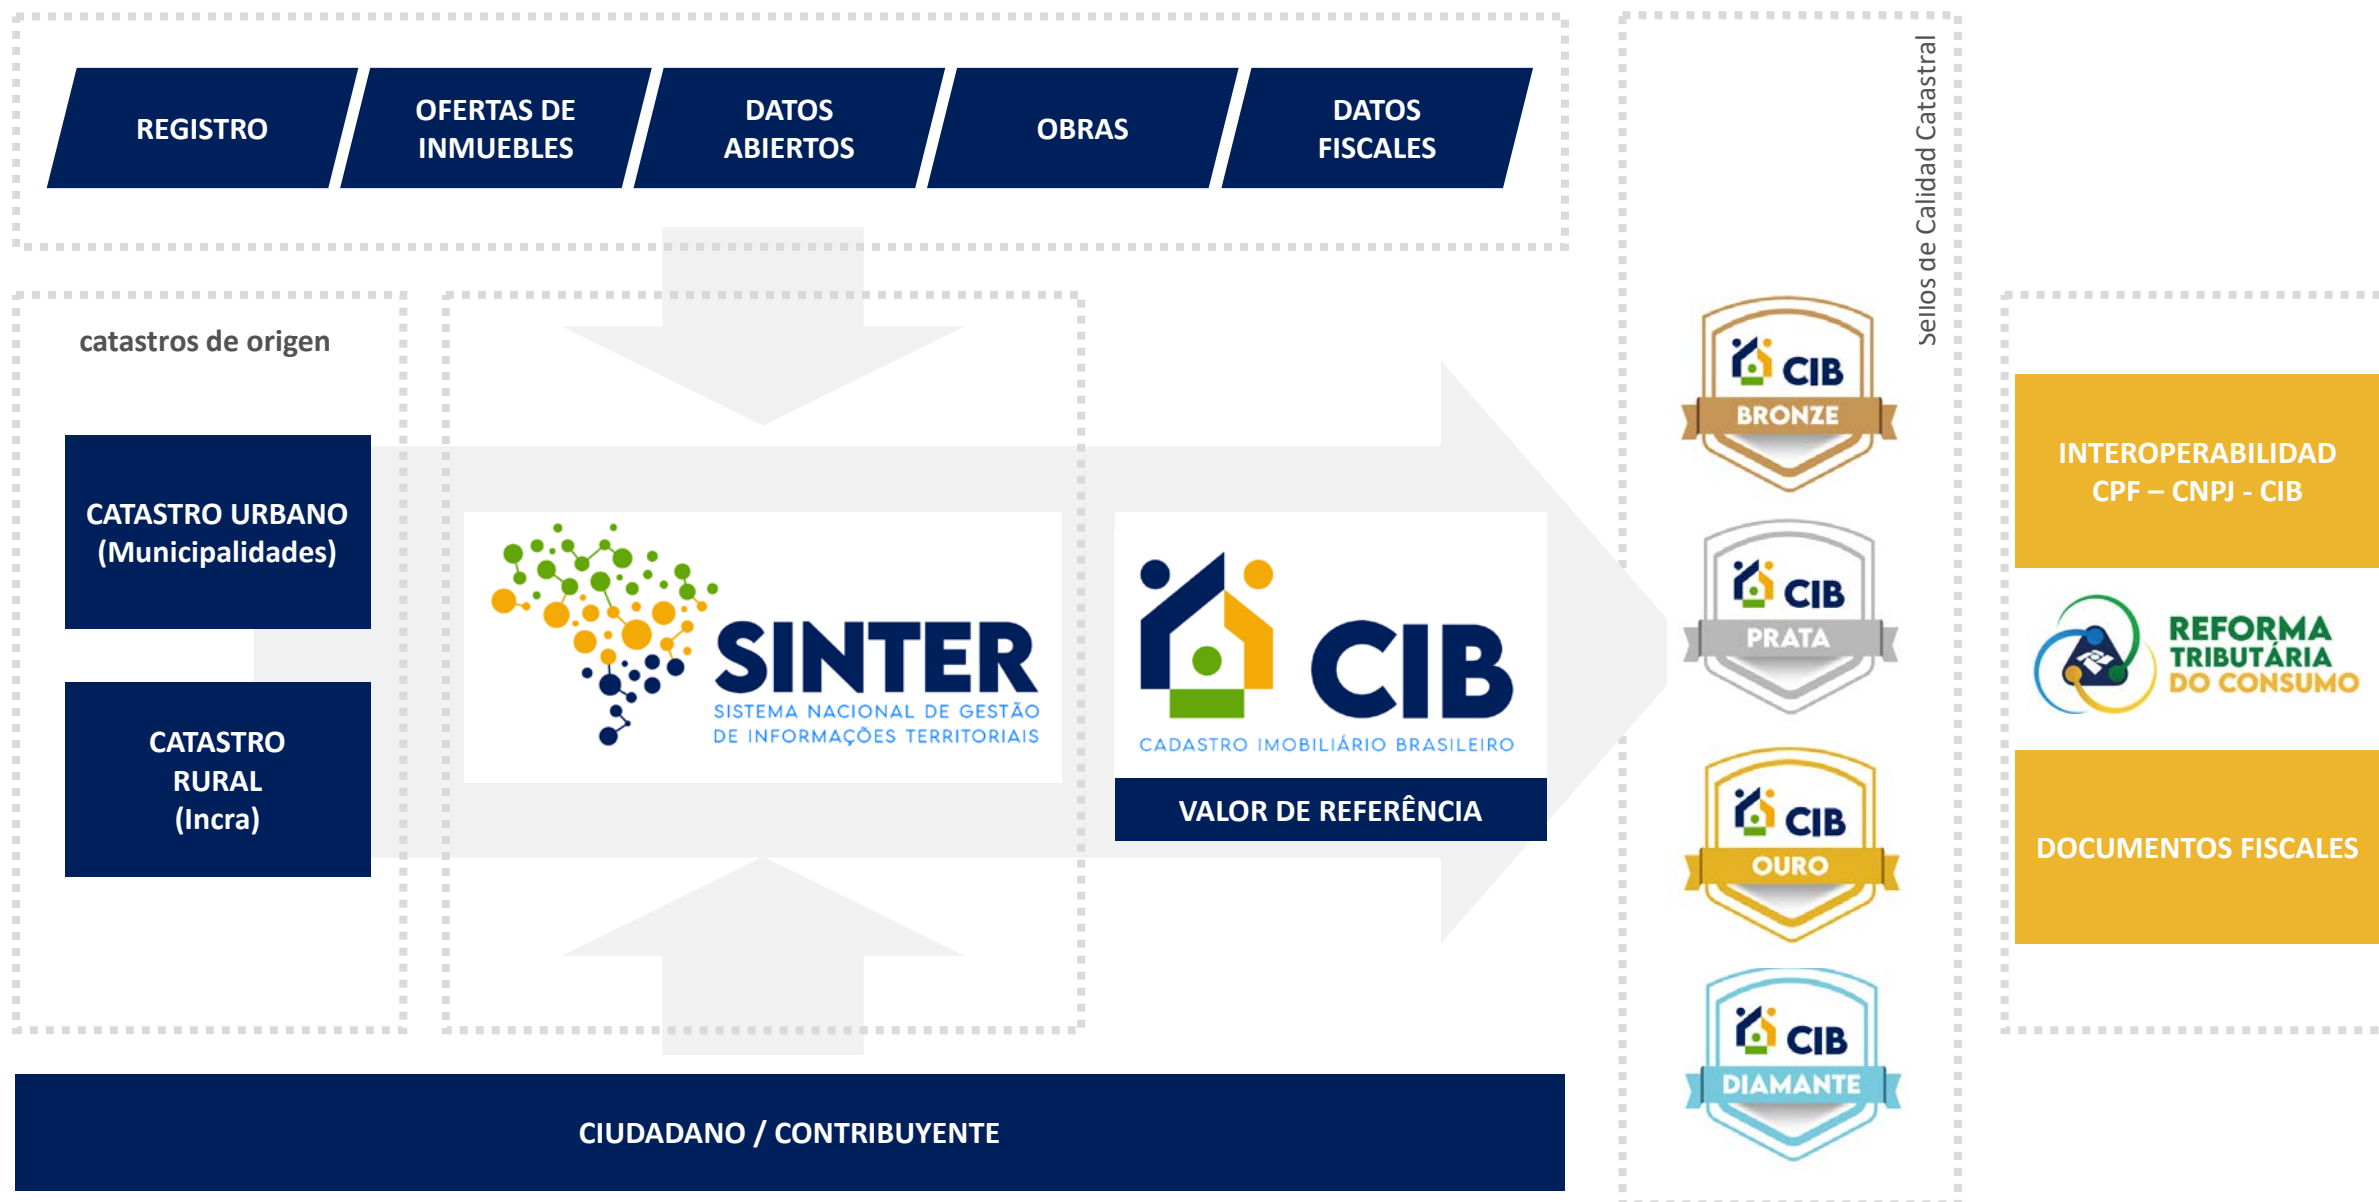 REGISTRO
OFERTAS DE
INMUEBLES
DATOS
ABIERTOS
OBRAS
DATOS
FISCALES
catastros de origen
CATASTRO URBANO
(Municipalidades)
CATASTRO
RURAL
(Incra)
SINTER
SISTEMA NACIONAL DE GESTÃO
DE INFORMAÇÕES TERRITORIAIS
CIB
CADASTRO IMOBILIÁRIO BRASILEIRO
VALOR DE REFERÊNCIA
CIUDADANO / CONTRIBUYENTE
Sellos de Calidad Catastral
CIB
BRONZE
CIB
PRATA
CIB
OURO
CIB
DIAMANTE
INTEROPERABILIDAD
CPF – CNPJ - CIB
REFORMA
TRIBUTÁRIA
DO CONSUMO
DOCUMENTOS FISCALES